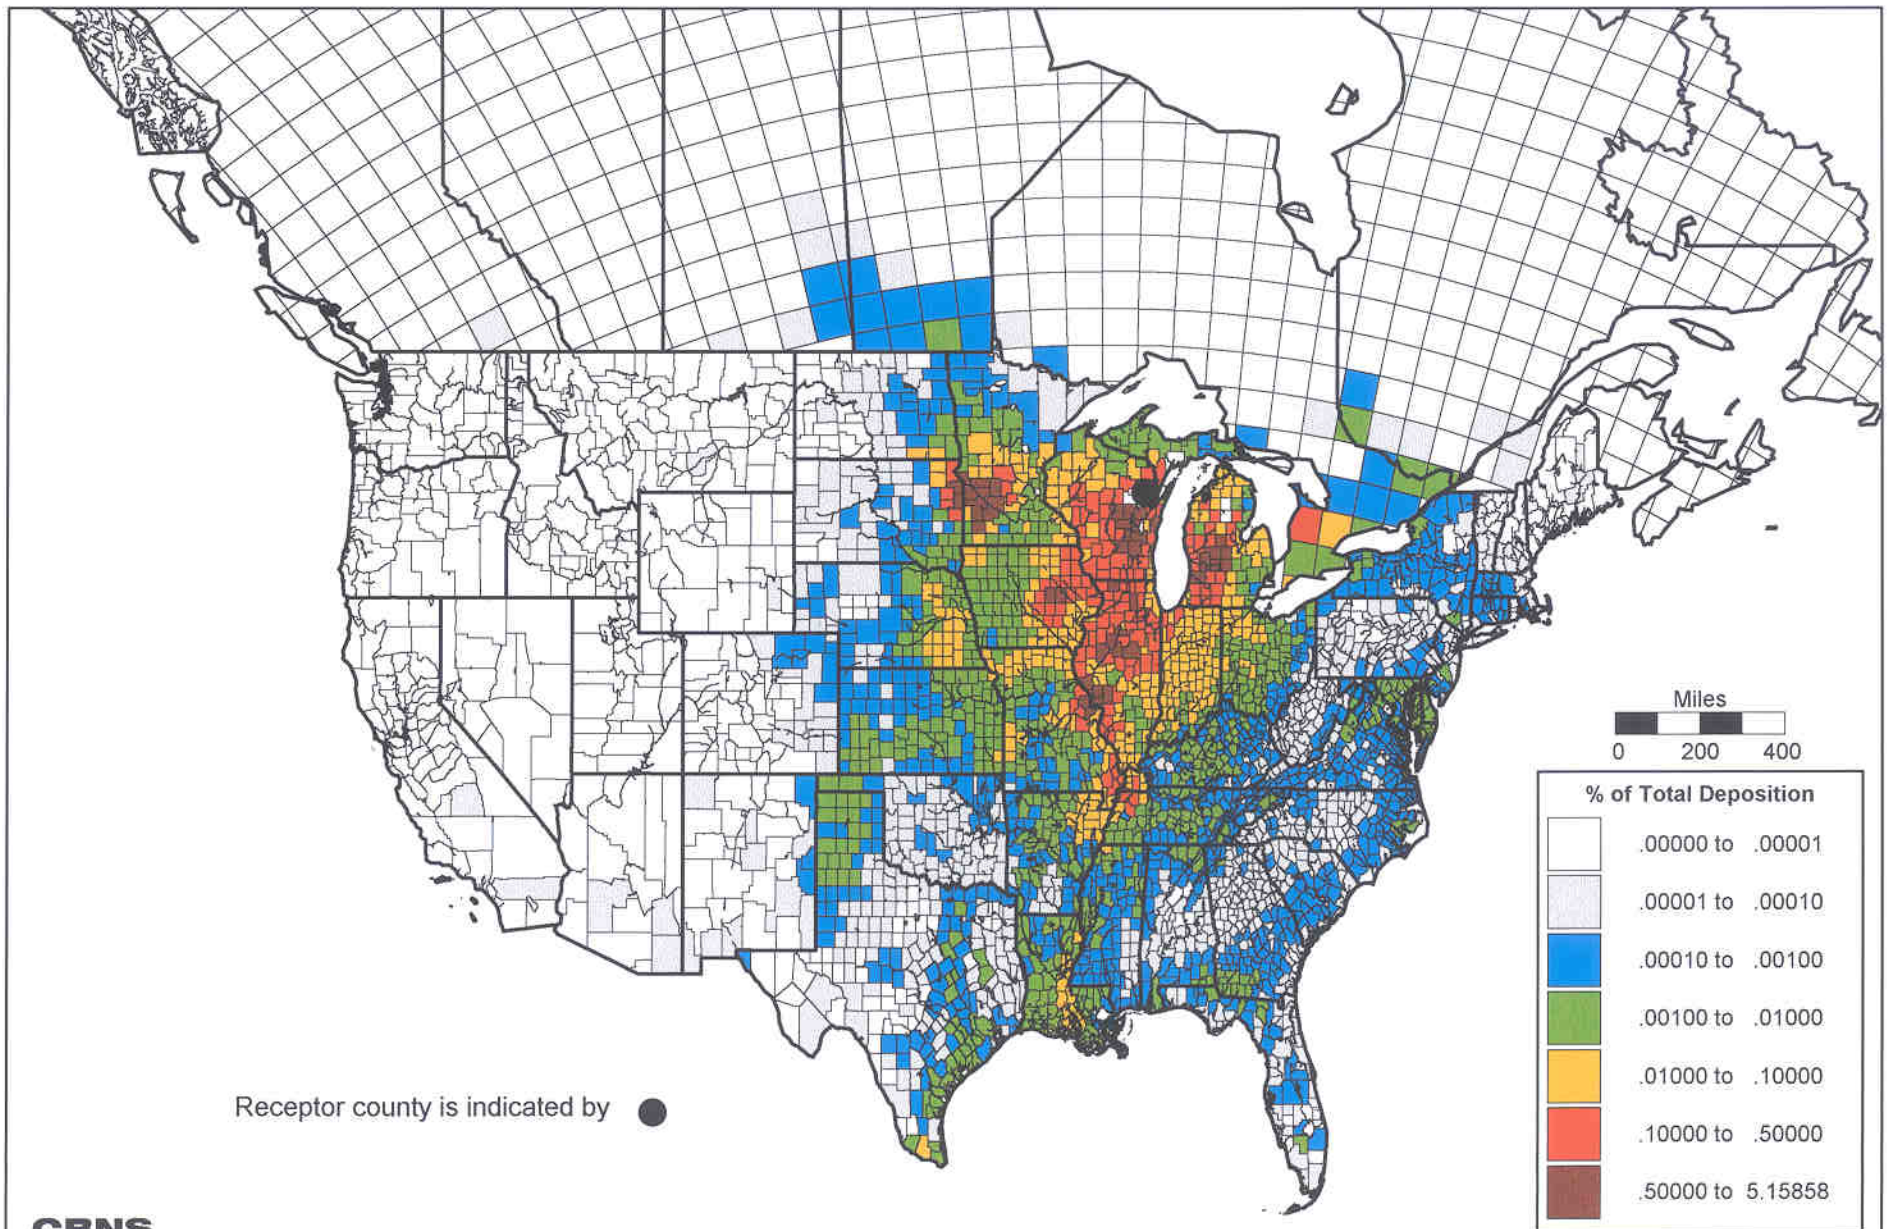 Miles
0 200 400
% of Total Deposition
.00000 to .00001
.00001 to .00010
.00010 to .00100
.00100 to .01000
.01000 to .10000
.10000 to .50000
.50000 to 5.15858
Receptor county is indicated by
CBNS